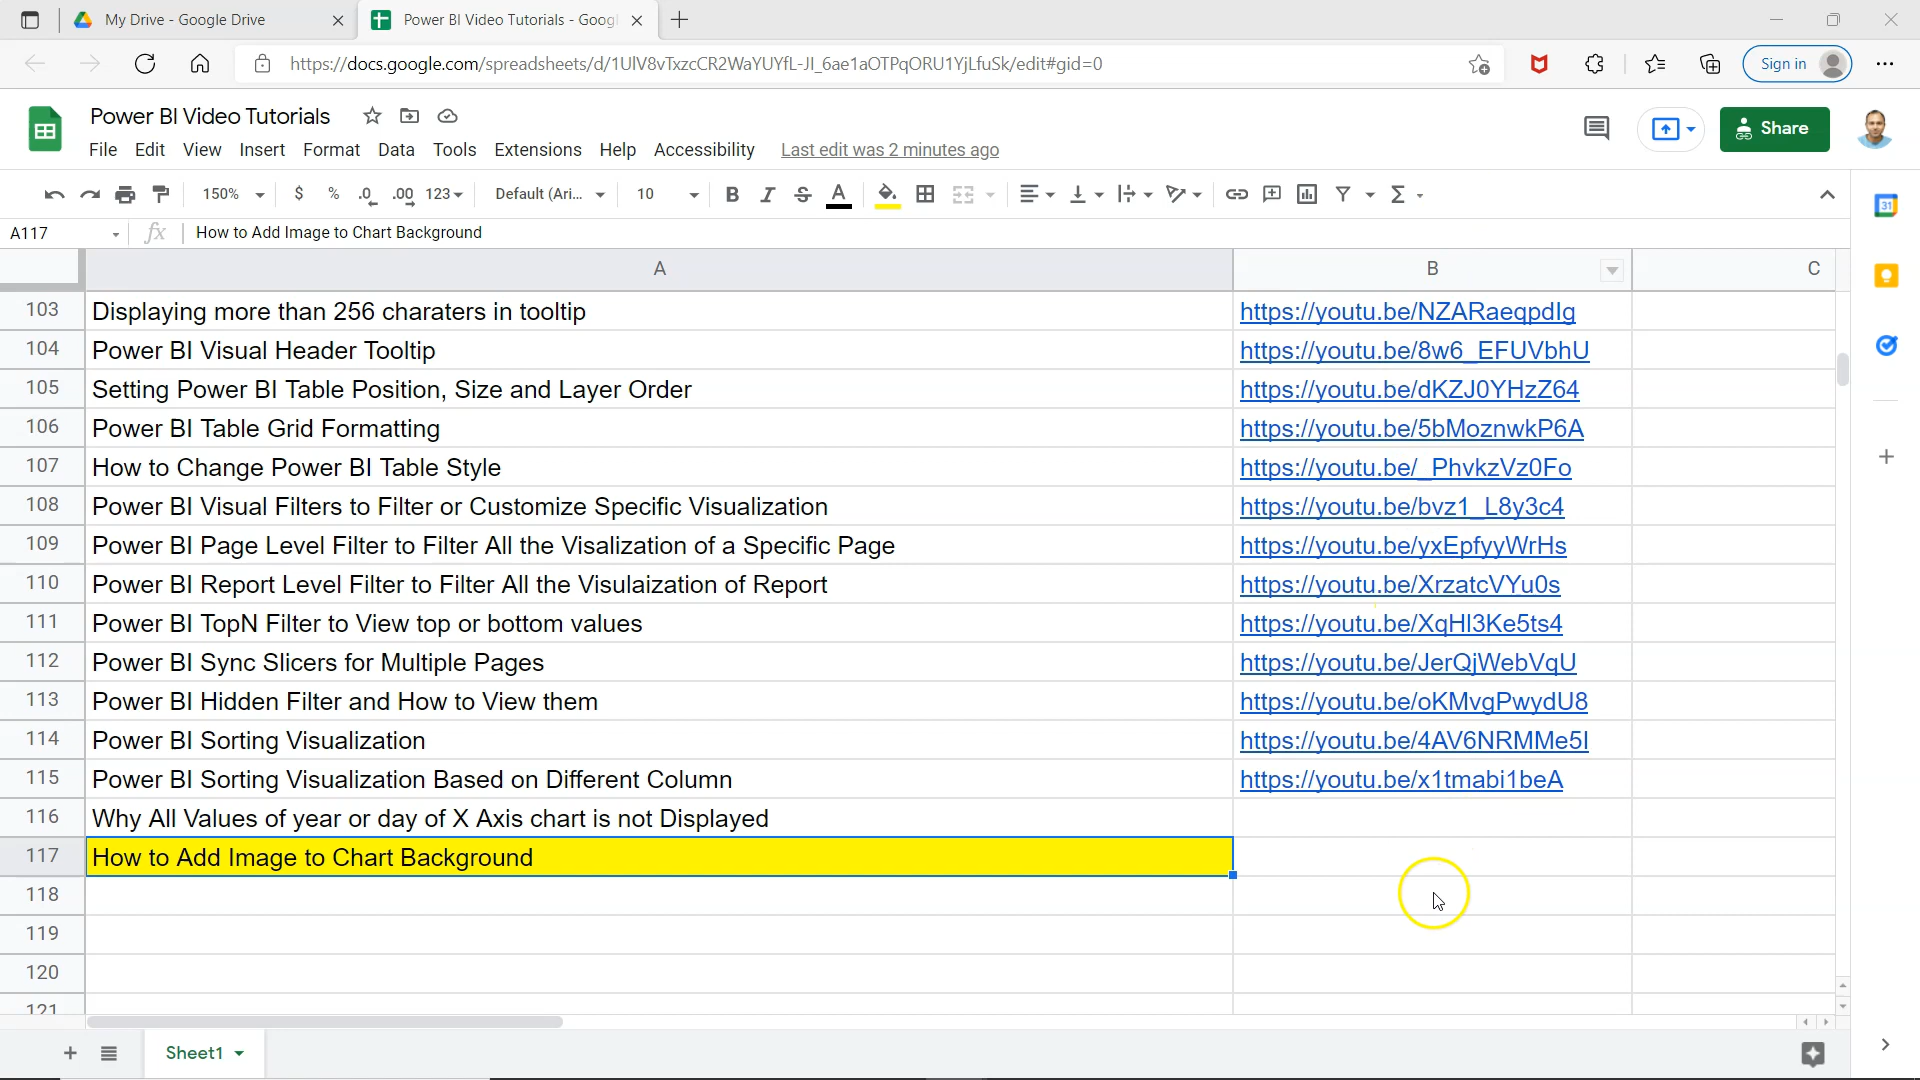 My Drive - Google Drive
Power BI Video Tutorials - Googl
https://docs.google.com/spreadsheets/d/1UlV8vTxzcCR2WaYUYfL-JI_6ae1aOTPqORU1YjLfuSk/edit#gid=0
Sign in
Power BI Video Tutorials
File Edit View Insert Format Data Tools Extensions Help Accessibility Last edit was 2 minutes ago
Share
150% $ % .0 .00 123 Default (Ari... 10 B I S A Σ
A117 fx How to Add Image to Chart Background
A B C
103 Displaying more than 256 charaters in tooltip https://youtu.be/NZARaeqpdlg
104 Power BI Visual Header Tooltip https://youtu.be/8w6_EFUVbhU
105 Setting Power BI Table Position, Size and Layer Order https://youtu.be/dKZJ0YHzZ64
106 Power BI Table Grid Formatting https://youtu.be/5bMoznwkP6A
107 How to Change Power BI Table Style https://youtu.be/_PhvkzVz0Fo
108 Power BI Visual Filters to Filter or Customize Specific Visualization https://youtu.be/bvz1_L8y3c4
109 Power BI Page Level Filter to Filter All the Visalization of a Specific Page https://youtu.be/yxEpfyyWrHs
110 Power BI Report Level Filter to Filter All the Visulaization of Report https://youtu.be/XrzatcVYu0s
111 Power BI TopN Filter to View top or bottom values https://youtu.be/XqHI3Ke5ts4
112 Power BI Sync Slicers for Multiple Pages https://youtu.be/JerQjWebVqU
113 Power BI Hidden Filter and How to View them https://youtu.be/oKMvgPwydU8
114 Power BI Sorting Visualization https://youtu.be/4AV6NRMMe5I
115 Power BI Sorting Visualization Based on Different Column https://youtu.be/x1tmabi1beA
116 Why All Values of year or day of X Axis chart is not Displayed
117 How to Add Image to Chart Background
118
119
120
121
Sheet1